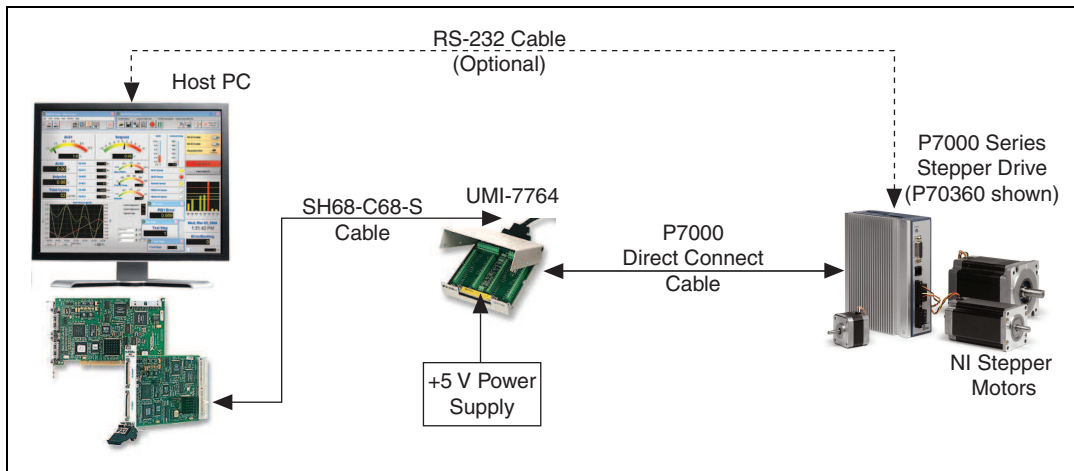 RS-232 Cable
(Optional)
Host PC
P7000 Series
Stepper Drive
(P70360 shown)
UMI-7764
SH68-C68-S
Cable
P7000
Direct Connect
Cable
+5 V Power
Supply
NI Stepper
Motors